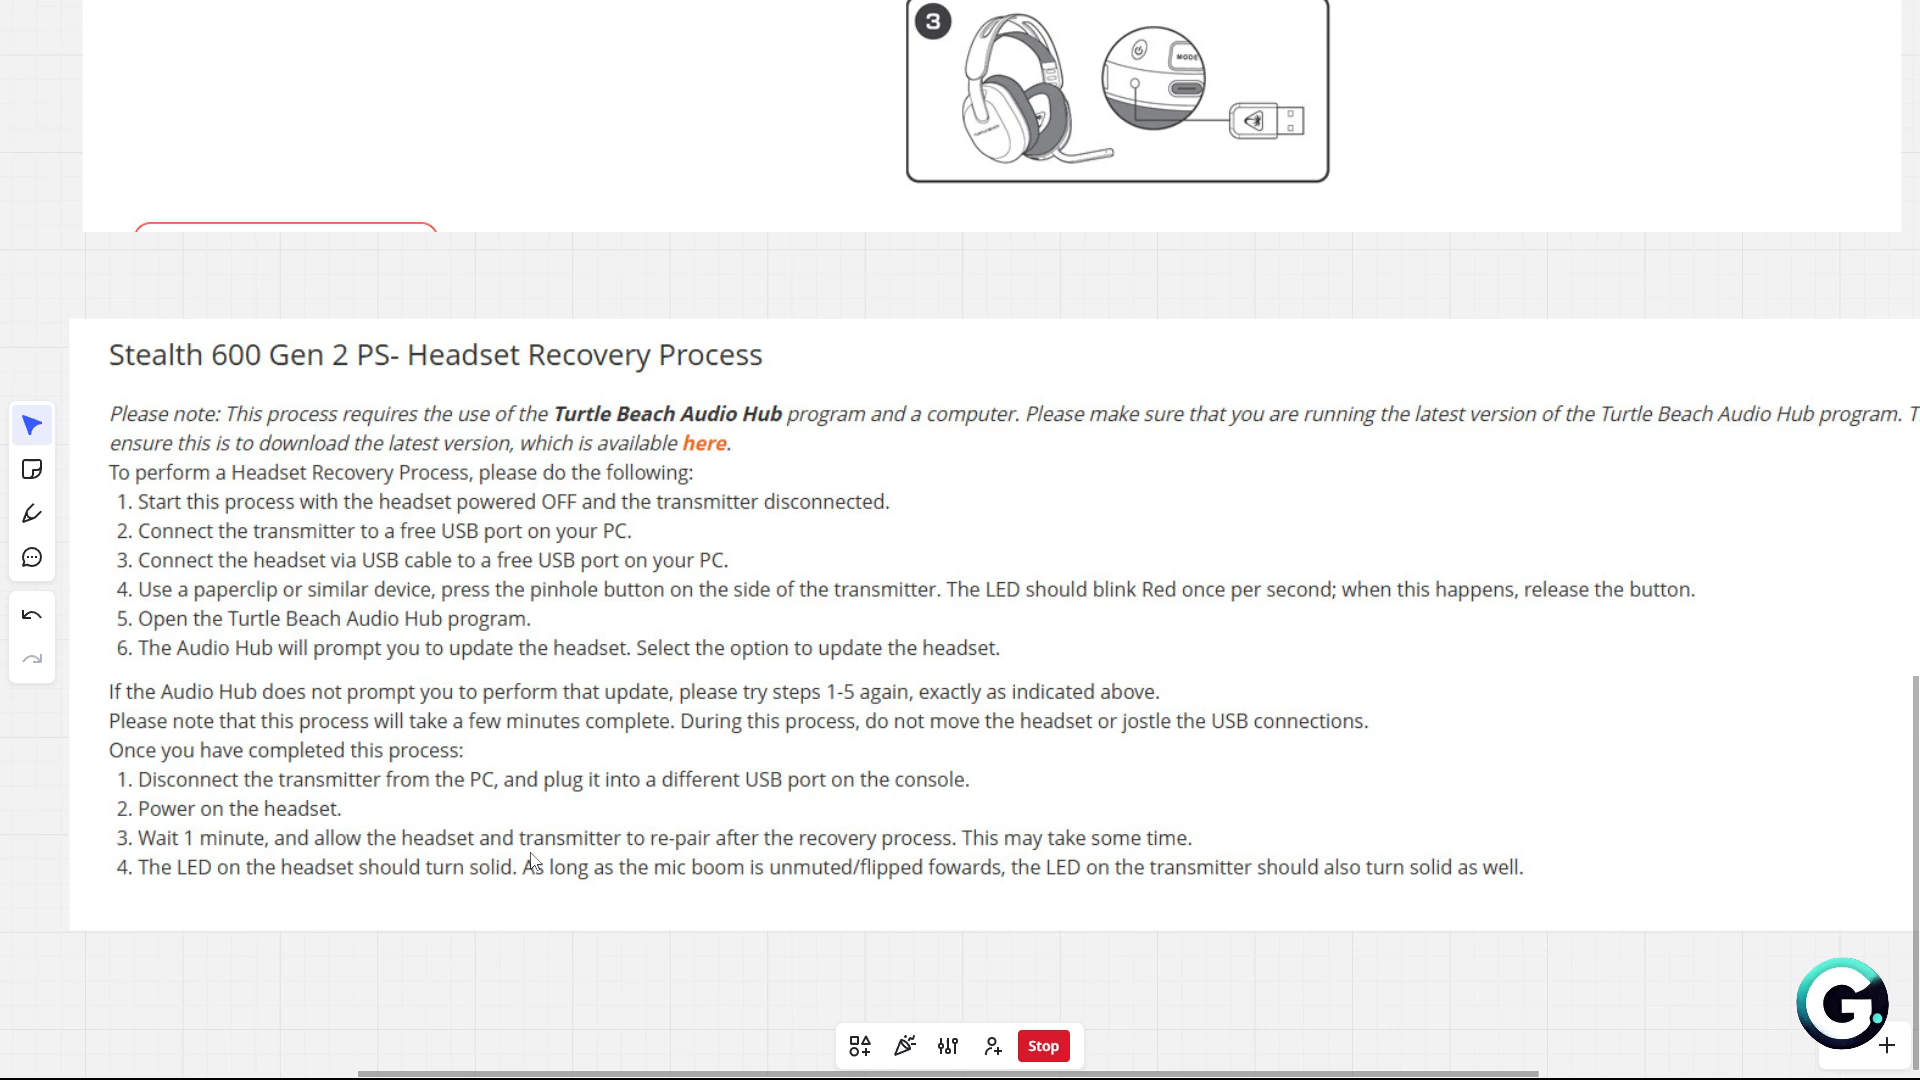 3
MODE
Stealth 600 Gen 2 PS- Headset Recovery Process
Please note: This process requires the use of the Turtle Beach Audio Hub program and a computer. Please make sure that you are running the latest version of the Turtle Beach Audio Hub program. T
ensure this is to download the latest version, which is available here.
To perform a Headset Recovery Process, please do the following:
1. Start this process with the headset powered OFF and the transmitter disconnected.
2. Connect the transmitter to a free USB port on your PC.
3. Connect the headset via USB cable to a free USB port on your PC.
4. Use a paperclip or similar device, press the pinhole button on the side of the transmitter. The LED should blink Red once per second; when this happens, release the button.
5. Open the Turtle Beach Audio Hub program.
6. The Audio Hub will prompt you to update the headset. Select the option to update the headset.
If the Audio Hub does not prompt you to perform that update, please try steps 1-5 again, exactly as indicated above.
Please note that this process will take a few minutes complete. During this process, do not move the headset or jostle the USB connections.
Once you have completed this process:
1. Disconnect the transmitter from the PC, and plug it into a different USB port on the console.
2. Power on the headset.
3. Wait 1 minute, and allow the headset and transmitter to re-pair after the recovery process. This may take some time.
4. The LED on the headset should turn solid. As long as the mic boom is unmuted/flipped fowards, the LED on the transmitter should also turn solid as well.
G.
Stop